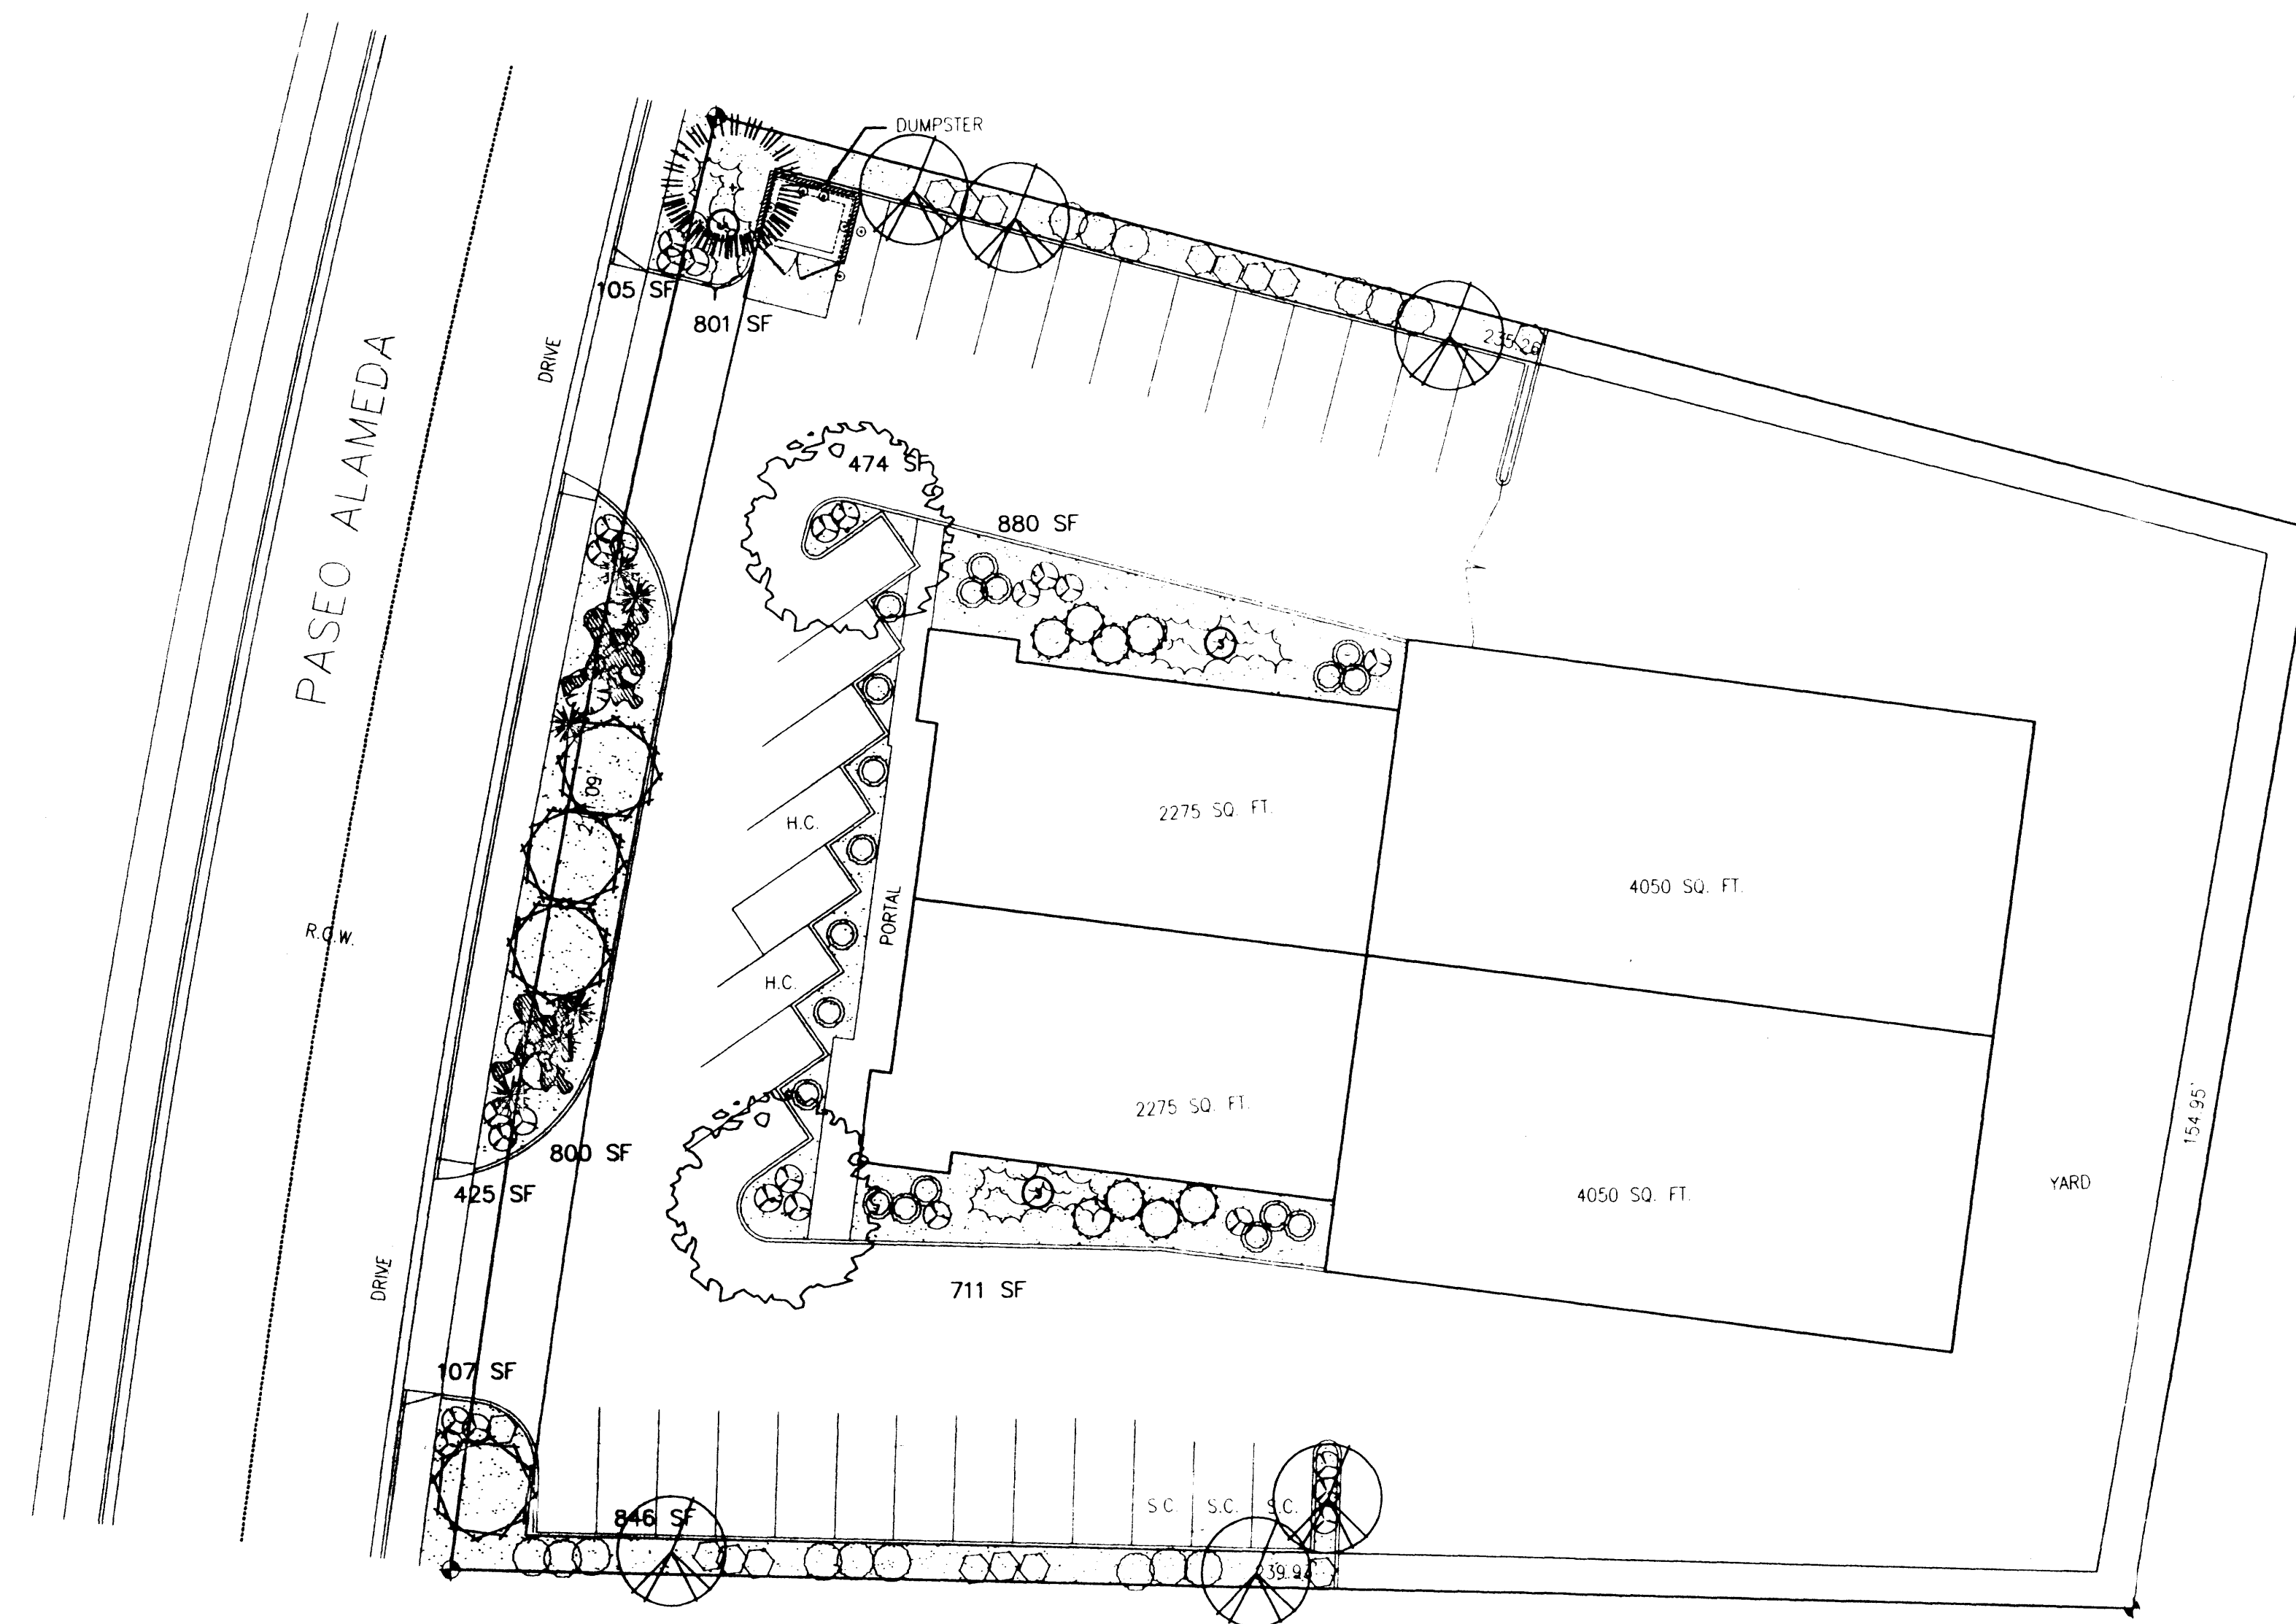 DUMPSTER
105 SF
801 SF
DRIVE
235.26
PASEO ALAMEDA
474 SF
880 SF
2275 SQ. FT.
H.C.
4050 SQ. FT.
PORTAL
R.O.W.
H.C.
2275 SQ. FT.
154.95'
800 SF
425 SF
4050 SQ. FT.
YARD
DRIVE
711 SF
107 SF
S.C.
S.C.
S.C.
846 SF